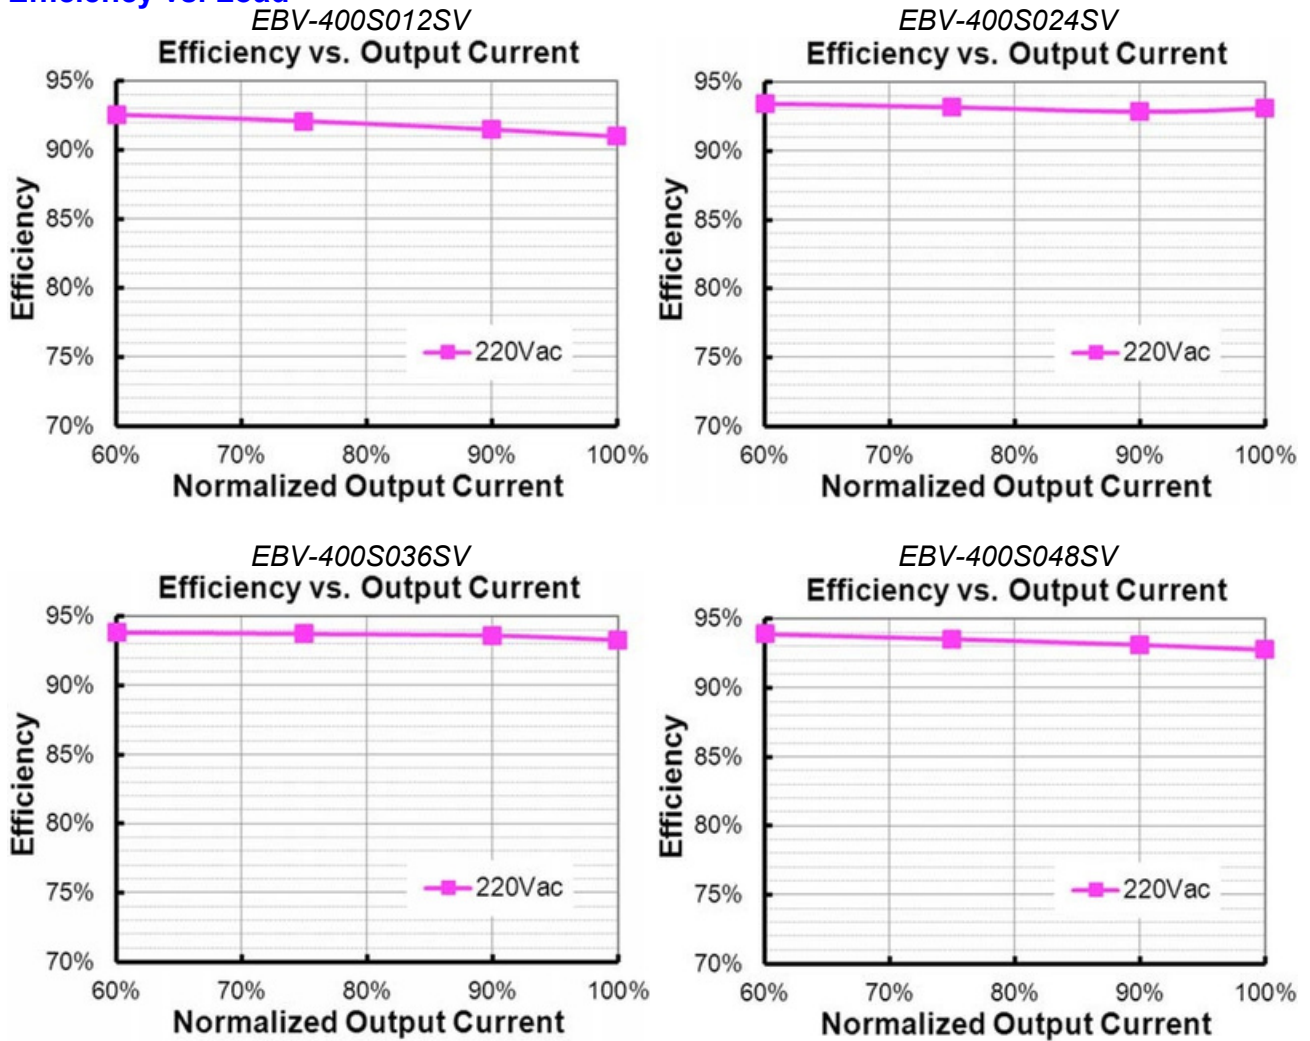 Efficiency vs. Load
EBV-400S012SV
Efficiency vs. Output Current
95%
90%
85%
80%
75%
70%
Efficiency
220Vac
60%
70%
80%
90%
100%
Normalized Output Current
EBV-400S024SV
Efficiency vs. Output Current
95%
90%
85%
80%
75%
70%
Efficiency
220Vac
60%
70%
80%
90%
100%
Normalized Output Current
EBV-400S036SV
Efficiency vs. Output Current
95%
90%
85%
80%
75%
70%
Efficiency
220Vac
60%
70%
80%
90%
100%
Normalized Output Current
EBV-400S048SV
Efficiency vs. Output Current
95%
90%
85%
80%
75%
70%
Efficiency
220Vac
60%
70%
80%
90%
100%
Normalized Output Current